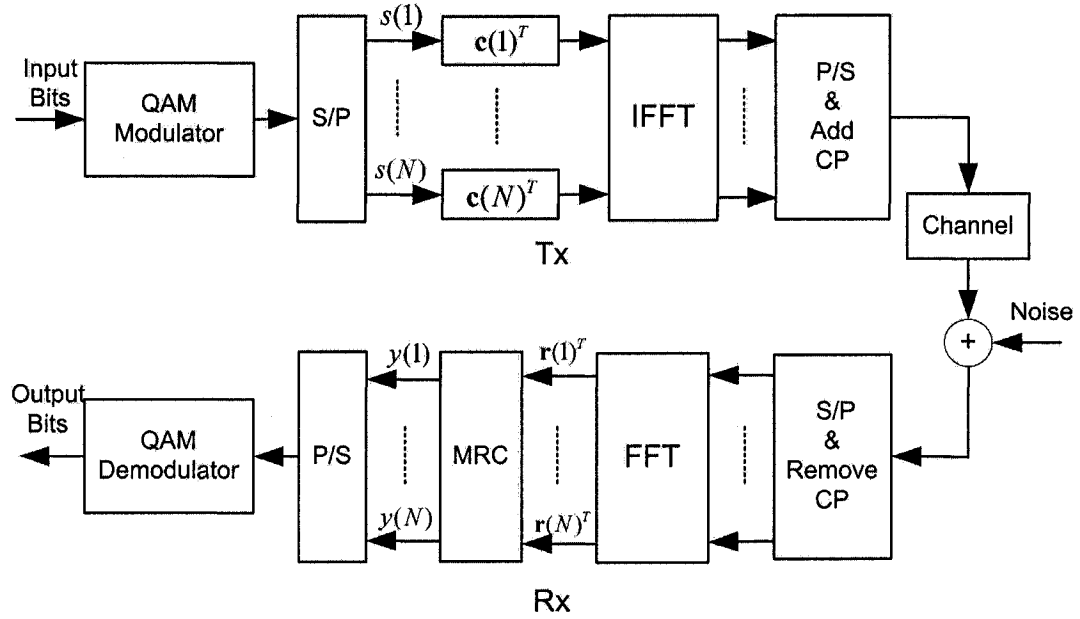 Input
Bits
QAM
Modulator
S/P
s(1)
s(N)
c(1)^T
c(N)^T
IFFT
P/S
&
Add
CP
Tx
Channel
Noise
+
Output
Bits
QAM
Demodulator
P/S
y(1)
y(N)
MRC
r(1)^T
r(N)^T
FFT
S/P
&
Remove
CP
Rx